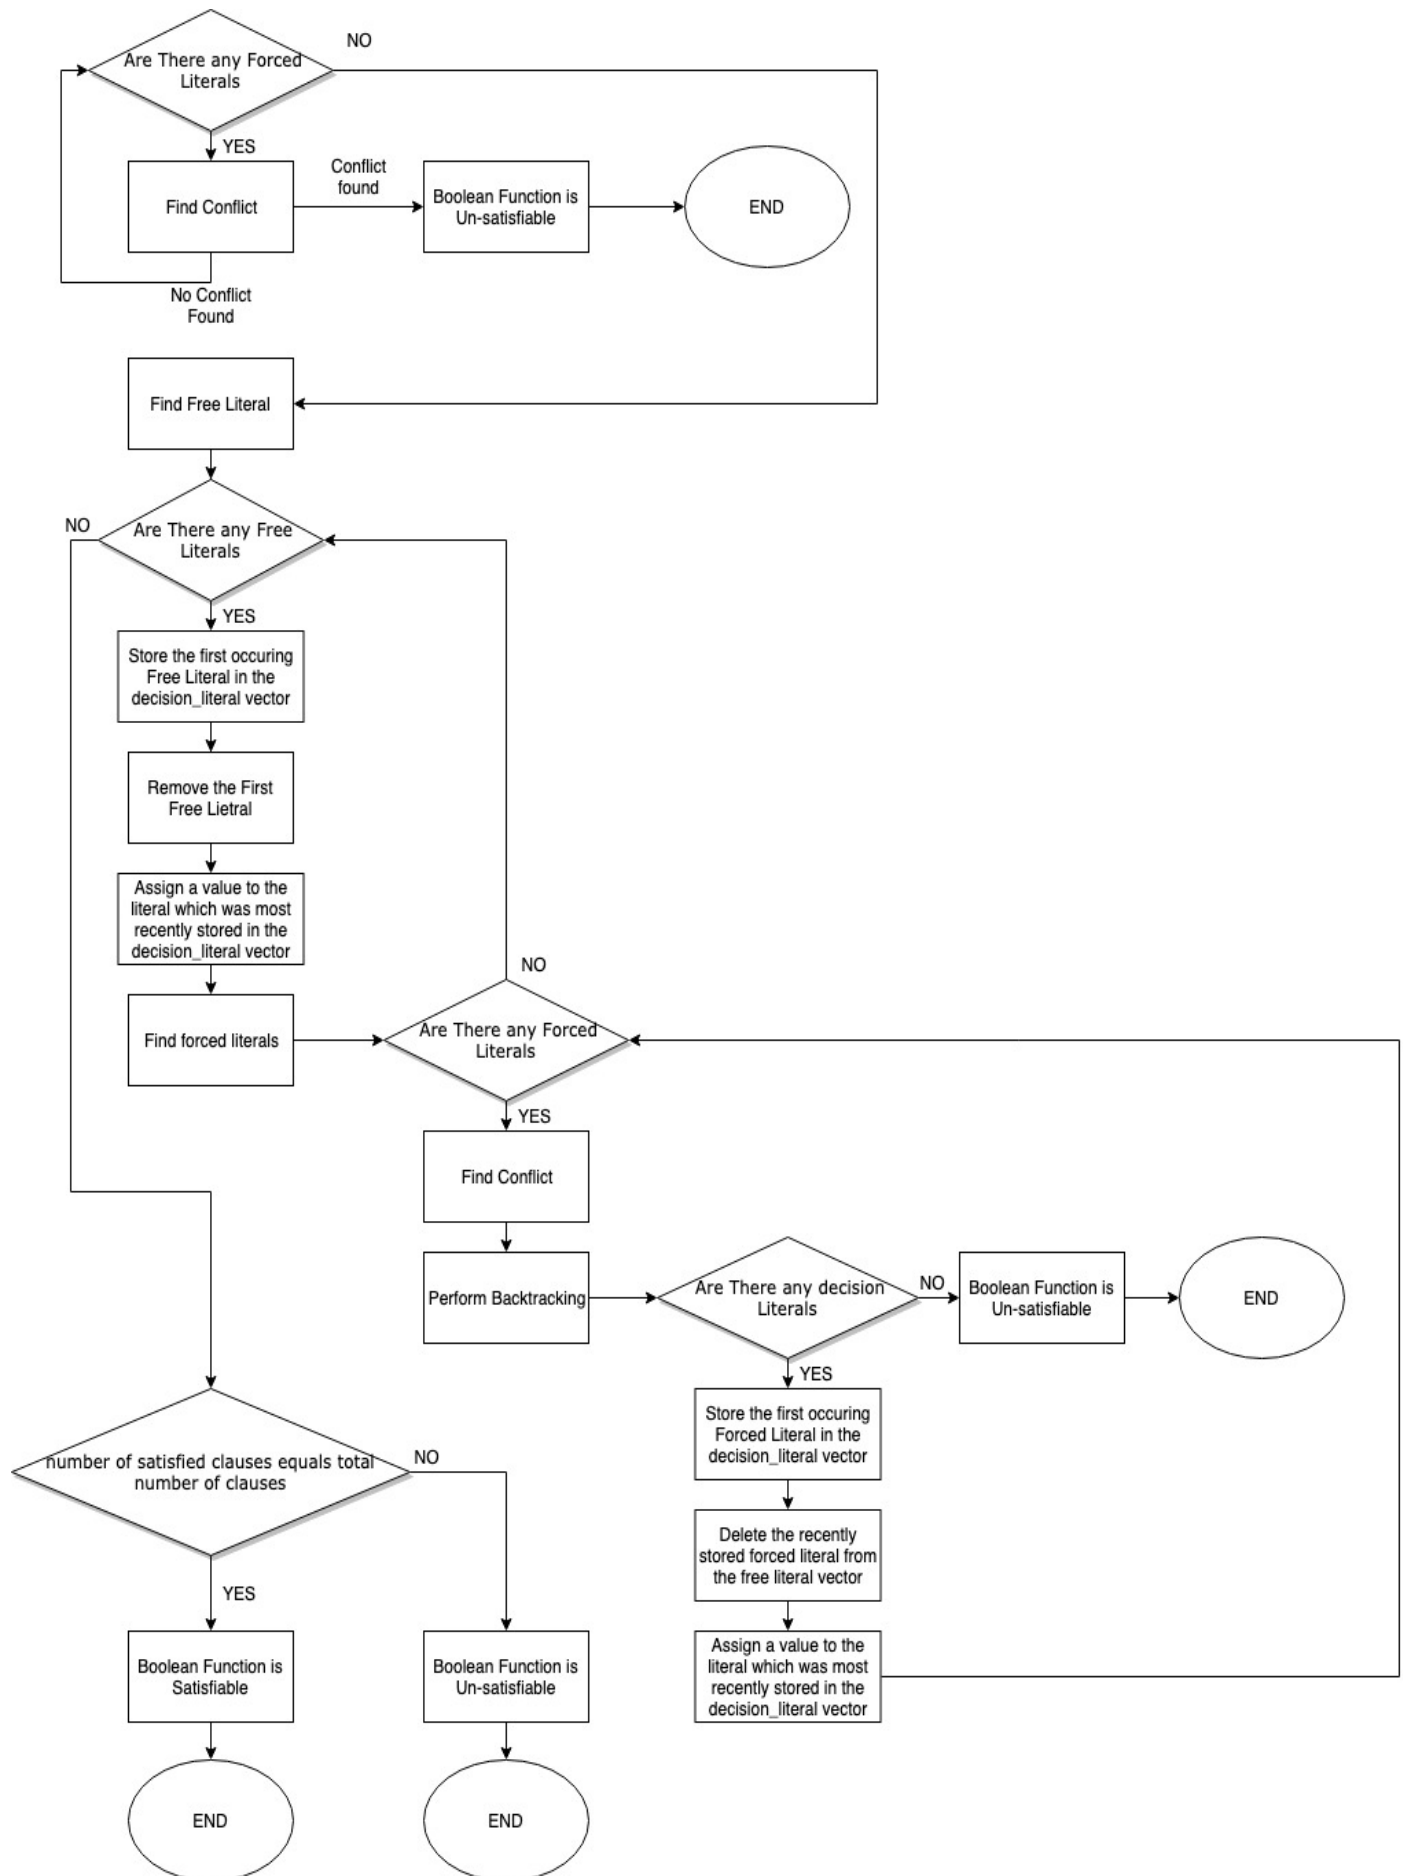 NO
Are There any Forced
Literals
YES
Conflict
found
Find Conflict
Boolean Function is
Un-satisfiable
END
No Conflict
Found
Find Free Literal
NO
Are There any Free
Literals
YES
Store the first occuring
Free Literal in the
decision_literal vector
Remove the First
Free Lietral
Assign a value to the
literal which was most
recently stored in the
decision_literal vector
NO
Find forced literals
Are There any Forced
Literals
YES
Find Conflict
Perform Backtracking
Are There any decision
Literals
NO
Boolean Function is
Un-satisfiable
END
YES
Store the first occuring
Forced Literal in the
decision_literal vector
number of satisfied clauses equals total
number of clauses
NO
Delete the recently
stored forced literal from
the free literal vector
YES
Assign a value to the
literal which was most
recently stored in the
decision_literal vector
Boolean Function is
Satisfiable
Boolean Function is
Un-satisfiable
END
END